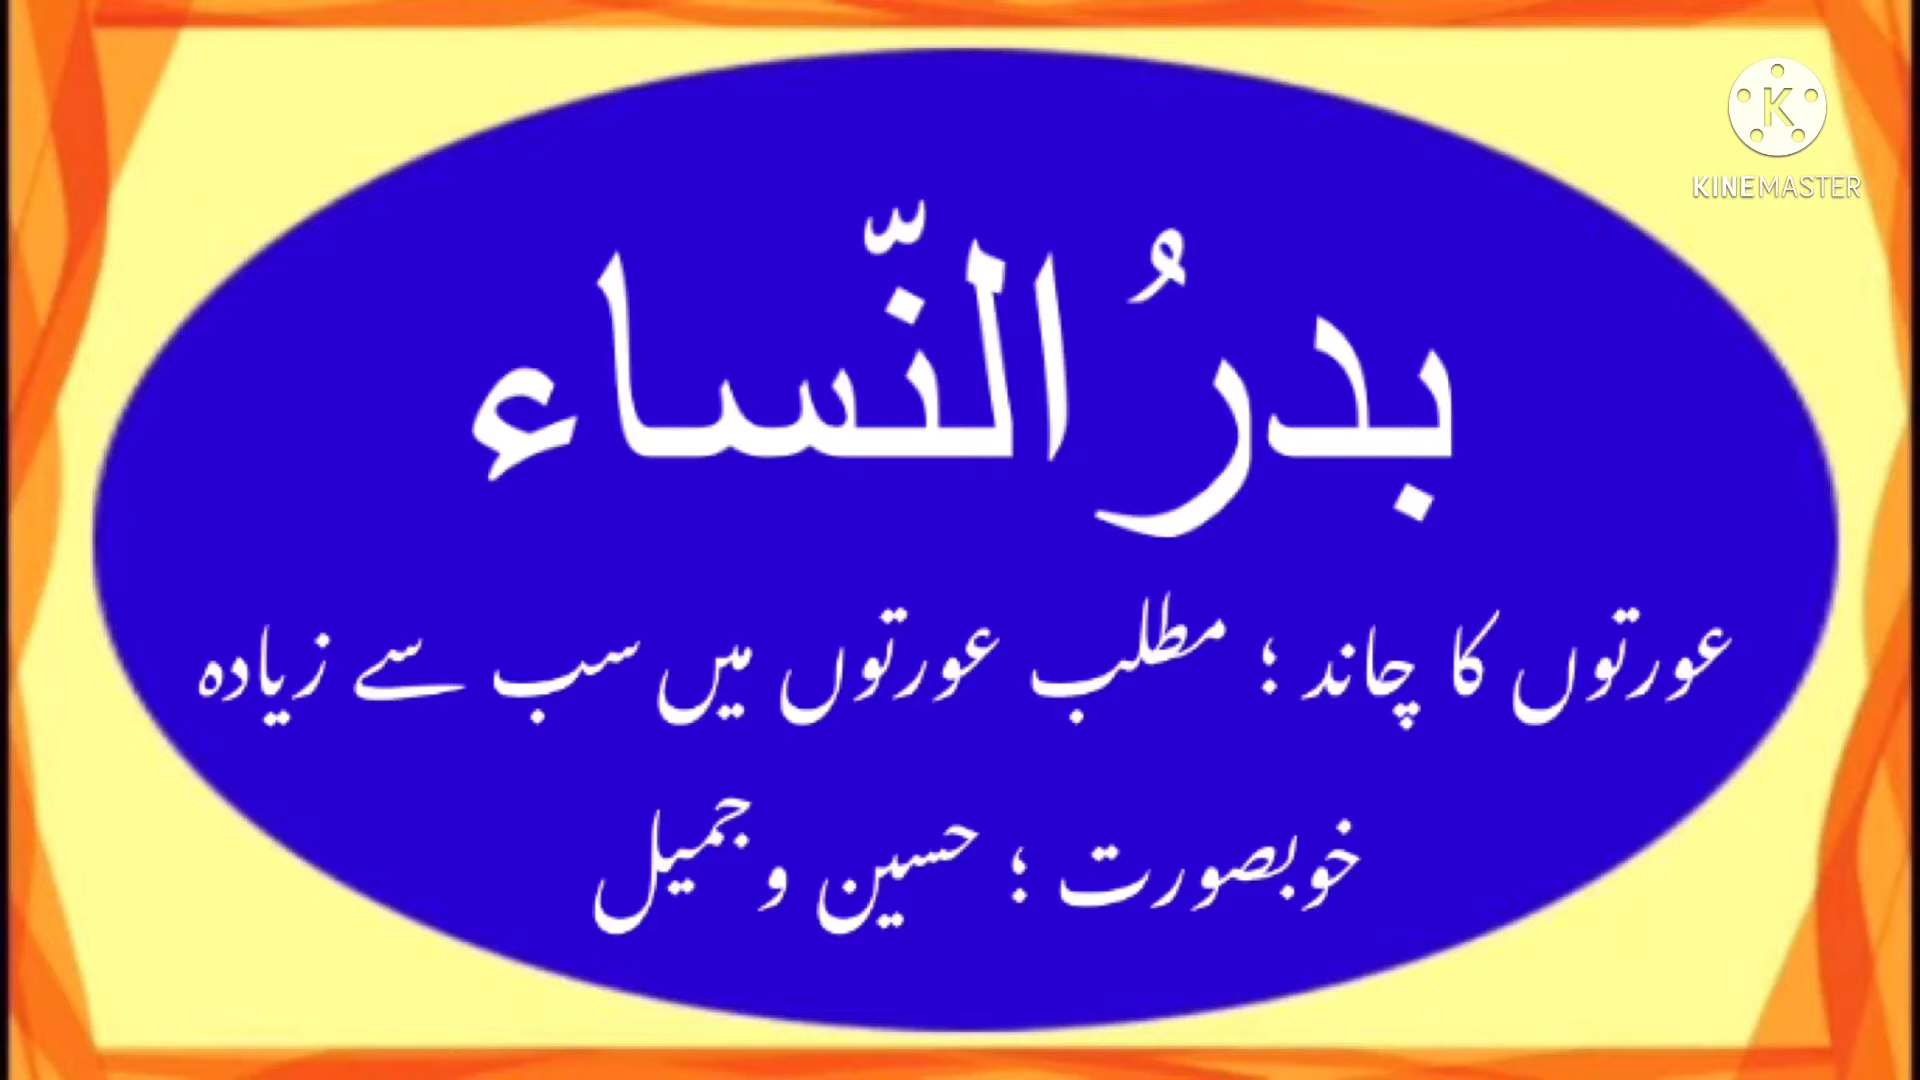 KINEMASTER
بدرُ النّساء
عورتوں کا چاند ؛ مطلب عورتوں میں سب سے زیادہ
خوبصورت ؛ حسین و جمیل